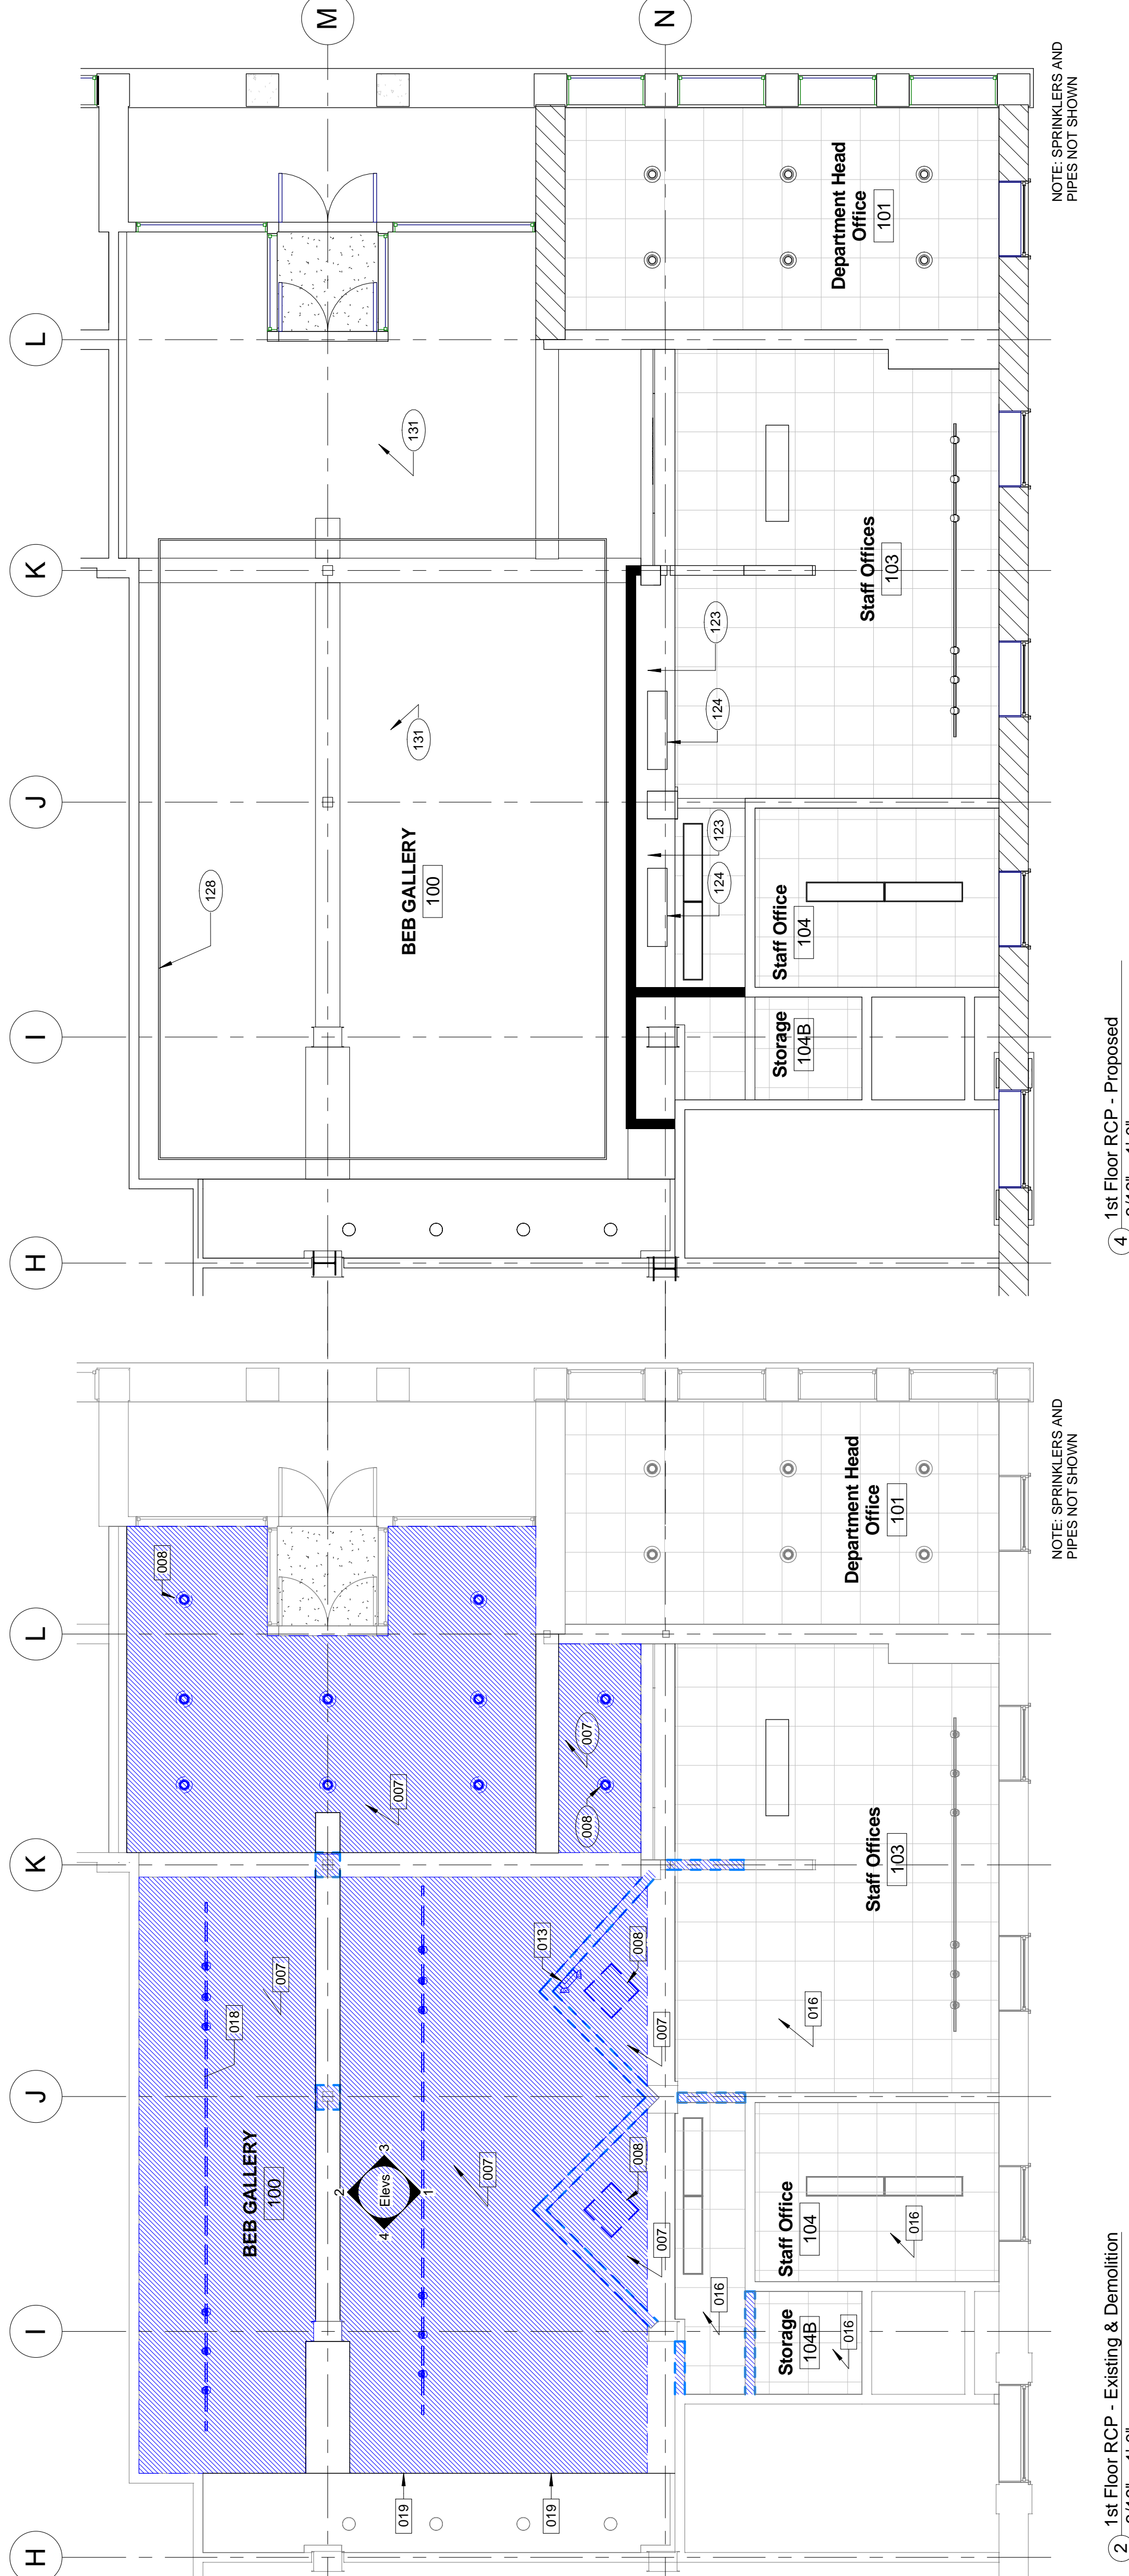 H
I
J
K
L
M
N
008
007
007
008
018
007
013
008
007
BEB GALLERY
100
007
008
007
Elevs
1
2
3
4
019
019
016
016
016
016
Staff Offices
103
Staff Office
104
Storage
104B
Department Head
Office
101
NOTE: SPRINKLERS AND
PIPES NOT SHOWN
2
1st Floor RCP - Existing & Demolition
H
I
J
K
L
128
131
131
BEB GALLERY
100
123
124
123
124
Staff Offices
103
Staff Office
104
Storage
104B
Department Head
Office
101
NOTE: SPRINKLERS AND
PIPES NOT SHOWN
4
1st Floor RCP - Proposed